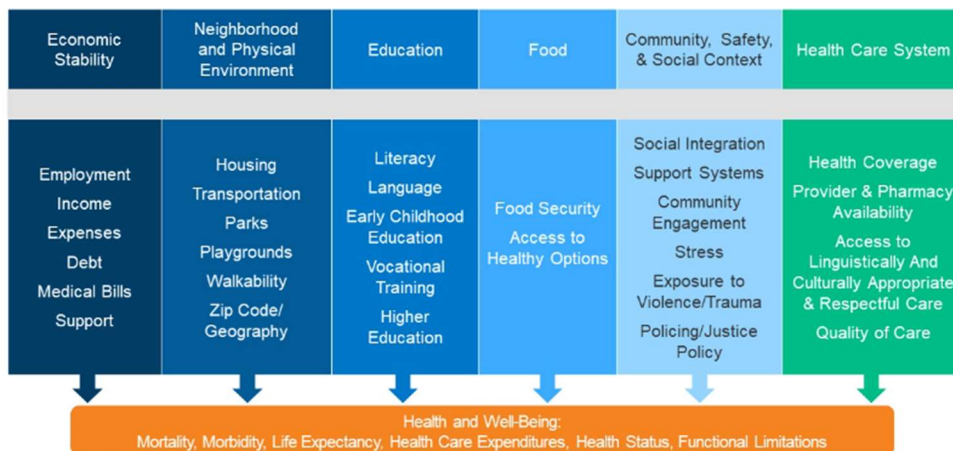 Economic
Stability
Neighborhood
and Physical
Environment
Education
Food
Community, Safety,
& Social Context
Health Care System
Employment
Income
Expenses
Debt
Medical Bills
Support
Housing
Transportation
Parks
Playgrounds
Walkability
Zip Code/
Geography
Literacy
Language
Early Childhood
Education
Vocational
Training
Higher
Education
Food Security
Access to
Healthy Options
Social Integration
Support Systems
Community
Engagement
Stress
Exposure to
Violence/Trauma
Policing/Justice
Policy
Health Coverage
Provider & Pharmacy
Availability
Access to
Linguistically And
Culturally Appropriate
& Respectful Care
Quality of Care
Health and Well-Being:
Mortality, Morbidity, Life Expectancy, Health Care Expenditures, Health Status, Functional Limitations